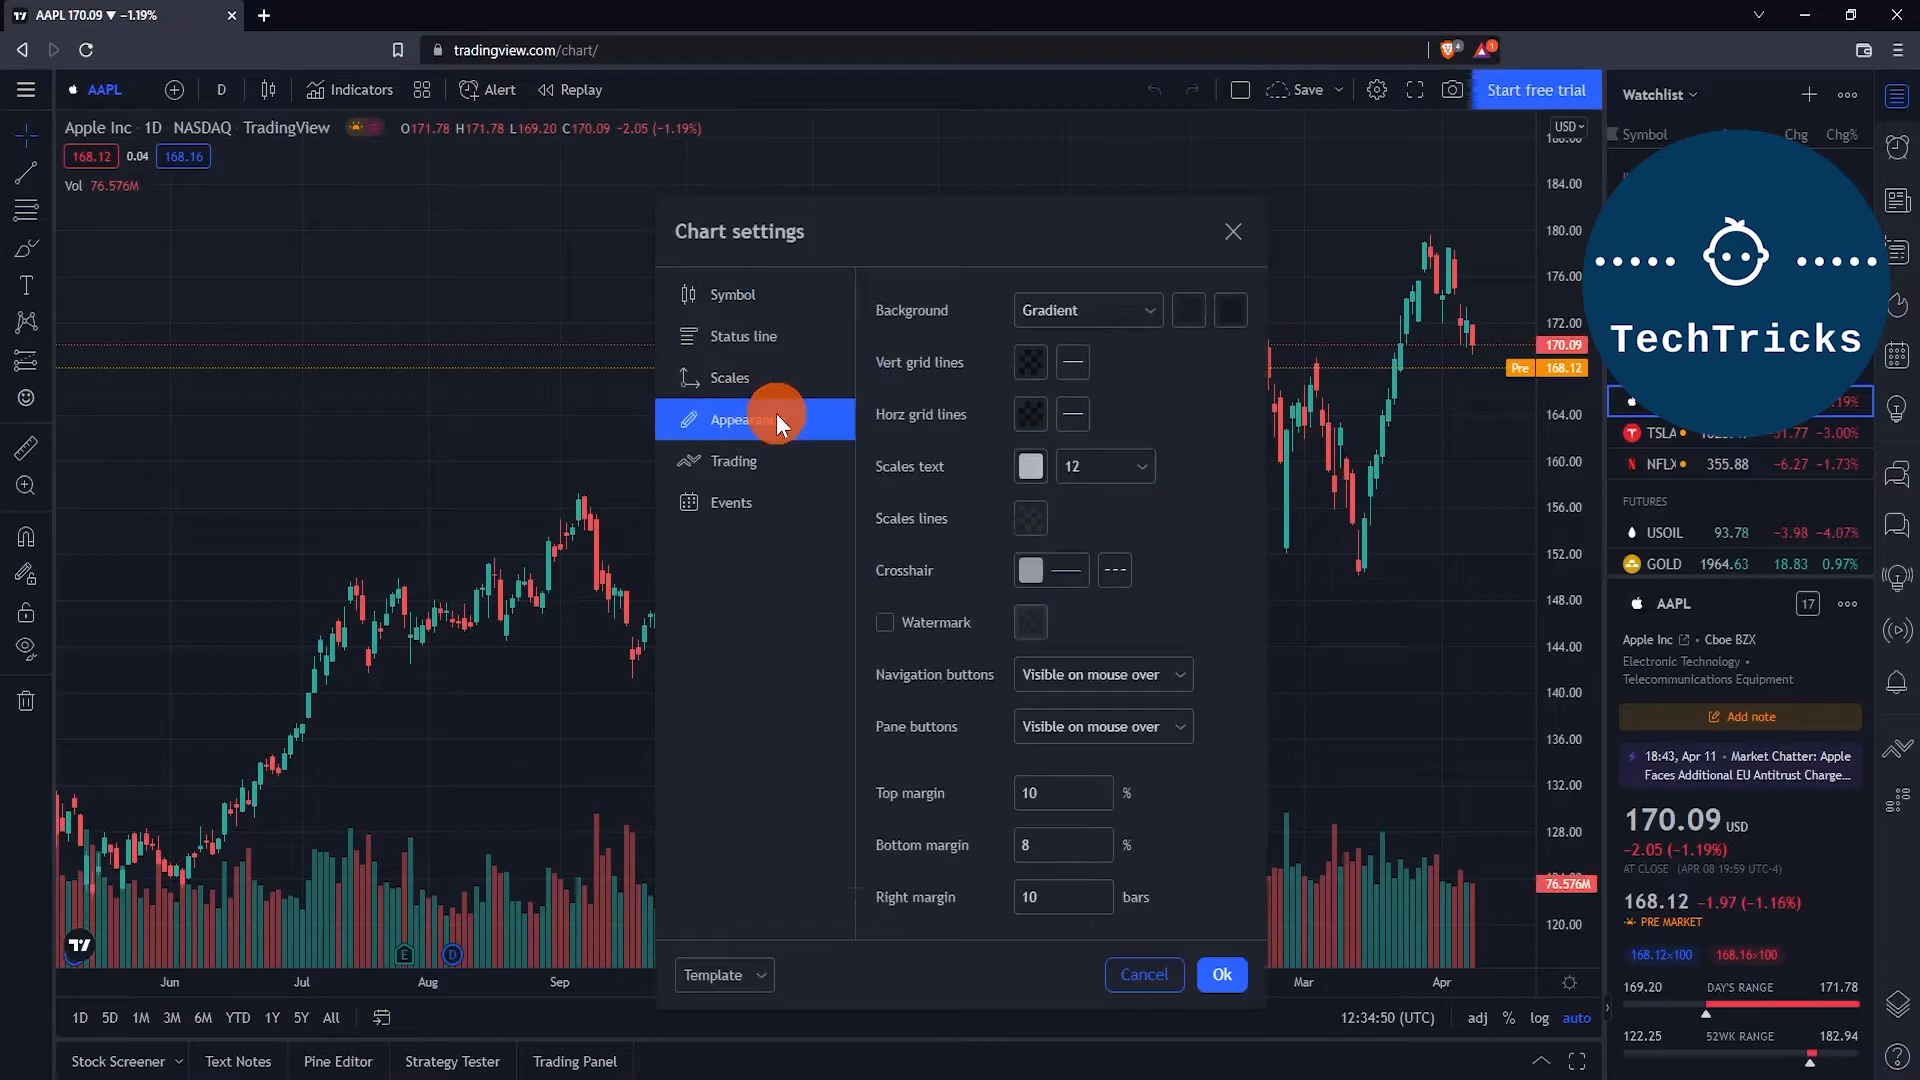 AAPL 170.09 ▼ −1.19%
tradingview.com/chart/
4
1
AAPL
D
Indicators
Alert
Replay
Save
Start free trial
Watchlist
Apple Inc · 1D · NASDAQ · TradingView
O171.78 H171.78 L169.20 C170.09 −2.05 (−1.19%)
168.12 0.04 168.16
Vol 76.576M
USD
188.00
184.00
180.00
176.00
172.00
170.09
Pre 168.12
164.00
160.00
156.00
152.00
148.00
144.00
140.00
136.00
132.00
128.00
76.576M
120.00
Chart settings
Symbol
Status line
Scales
Trading
Events
Background Gradient
Vert grid lines
Horz grid lines
Scales text 12
Scales lines
Crosshair
Watermark
Navigation buttons Visible on mouse over
Pane buttons Visible on mouse over
Top margin 10 %
Bottom margin 8 %
Right margin 10 bars
Template
Cancel
Ok
E
D
Jun Jul Aug Sep Mar Apr
1D 5D 1M 3M 6M YTD 1Y 5Y All
12:34:50 (UTC) adj % log auto
Stock Screener Text Notes Pine Editor Strategy Tester Trading Panel
Symbol Chg Chg%
TechTricks
TSLA −3.00%
NFLX 355.88 −6.27 −1.73%
FUTURES
USOIL 93.78 −3.98 −4.07%
GOLD 1964.63 18.83 0.97%
AAPL
17
Apple Inc • Cboe BZX
Electronic Technology •
Telecommunications Equipment
Add note
18:43, Apr 11 • Market Chatter: Apple
Faces Additional EU Antitrust Charge...
170.09 USD
−2.05 (−1.19%)
AT CLOSE (APR 08 19:59 UTC-4)
168.12 −1.97 (−1.16%)
PRE MARKET
168.12×100 168.16×100
169.20 DAY'S RANGE 171.78
122.25 52WK RANGE 182.94